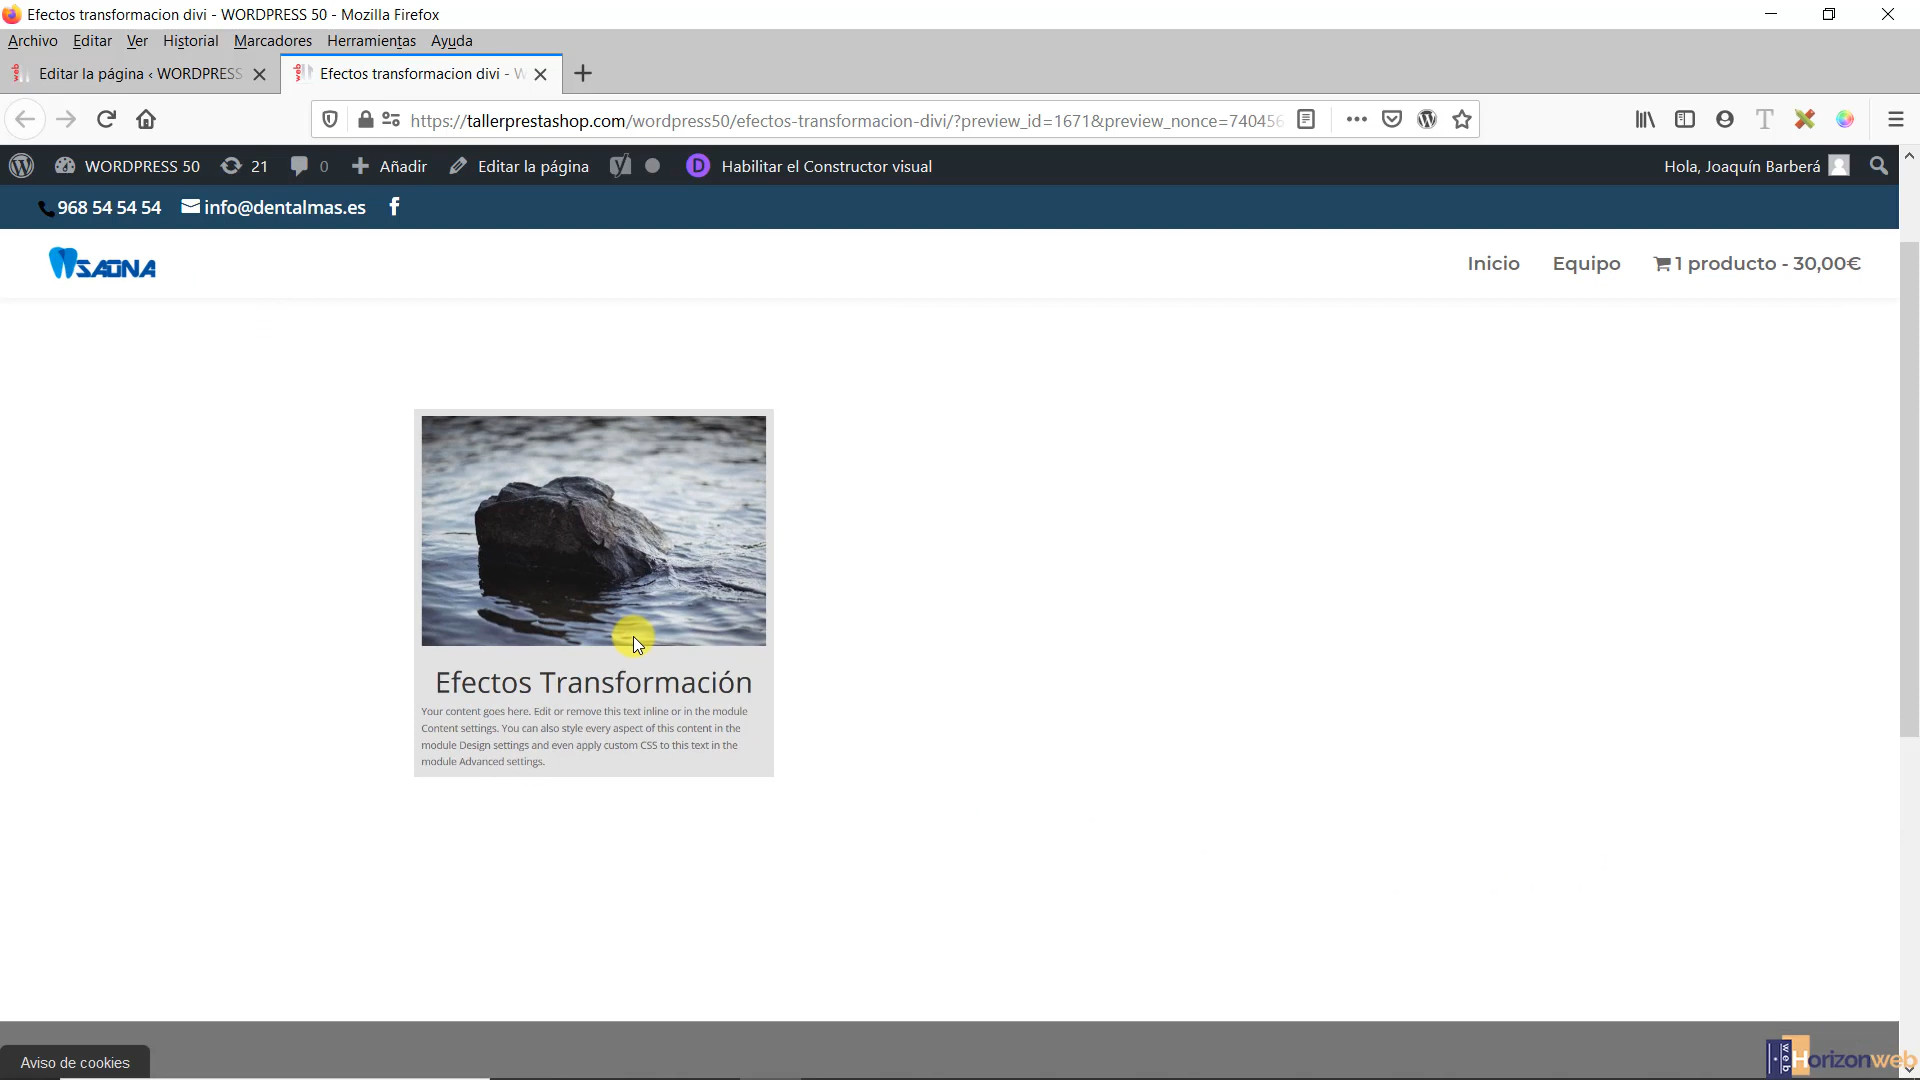 Efectos transformacion divi - WORDPRESS 50 - Mozilla Firefox
Archivo Editar Ver Historial Marcadores Herramientas Ayuda
Editar la página ‹ WORDPRESS
Efectos transformacion divi - W
https://tallerprestashop.com/wordpress50/efectos-transformacion-divi/?preview_id=1671&preview_nonce=740456
WORDPRESS 50 21 0 Añadir Editar la página Habilitar el Constructor visual Hola, Joaquín Barberá
968 54 54 54 info@dentalmas.es
SAONA
Inicio Equipo 1 producto - 30,00€
Efectos Transformación
Your content goes here. Edit or remove this text inline or in the module
Content settings. You can also style every aspect of this content in the
module Design settings and even apply custom CSS to this text in the
module Advanced settings.
Aviso de cookies
web Horizonweb